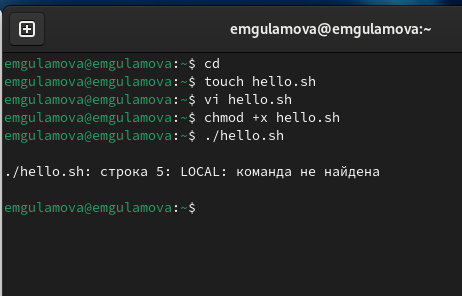 emgulamova@emgulamova:~
emgulamova@emgulamova:~$ cd
emgulamova@emgulamova:~$ touch hello.sh
emgulamova@emgulamova:~$ vi hello.sh
emgulamova@emgulamova:~$ chmod +x hello.sh
emgulamova@emgulamova:~$ ./hello.sh
./hello.sh: строка 5: LOCAL: команда не найдена
emgulamova@emgulamova:~$